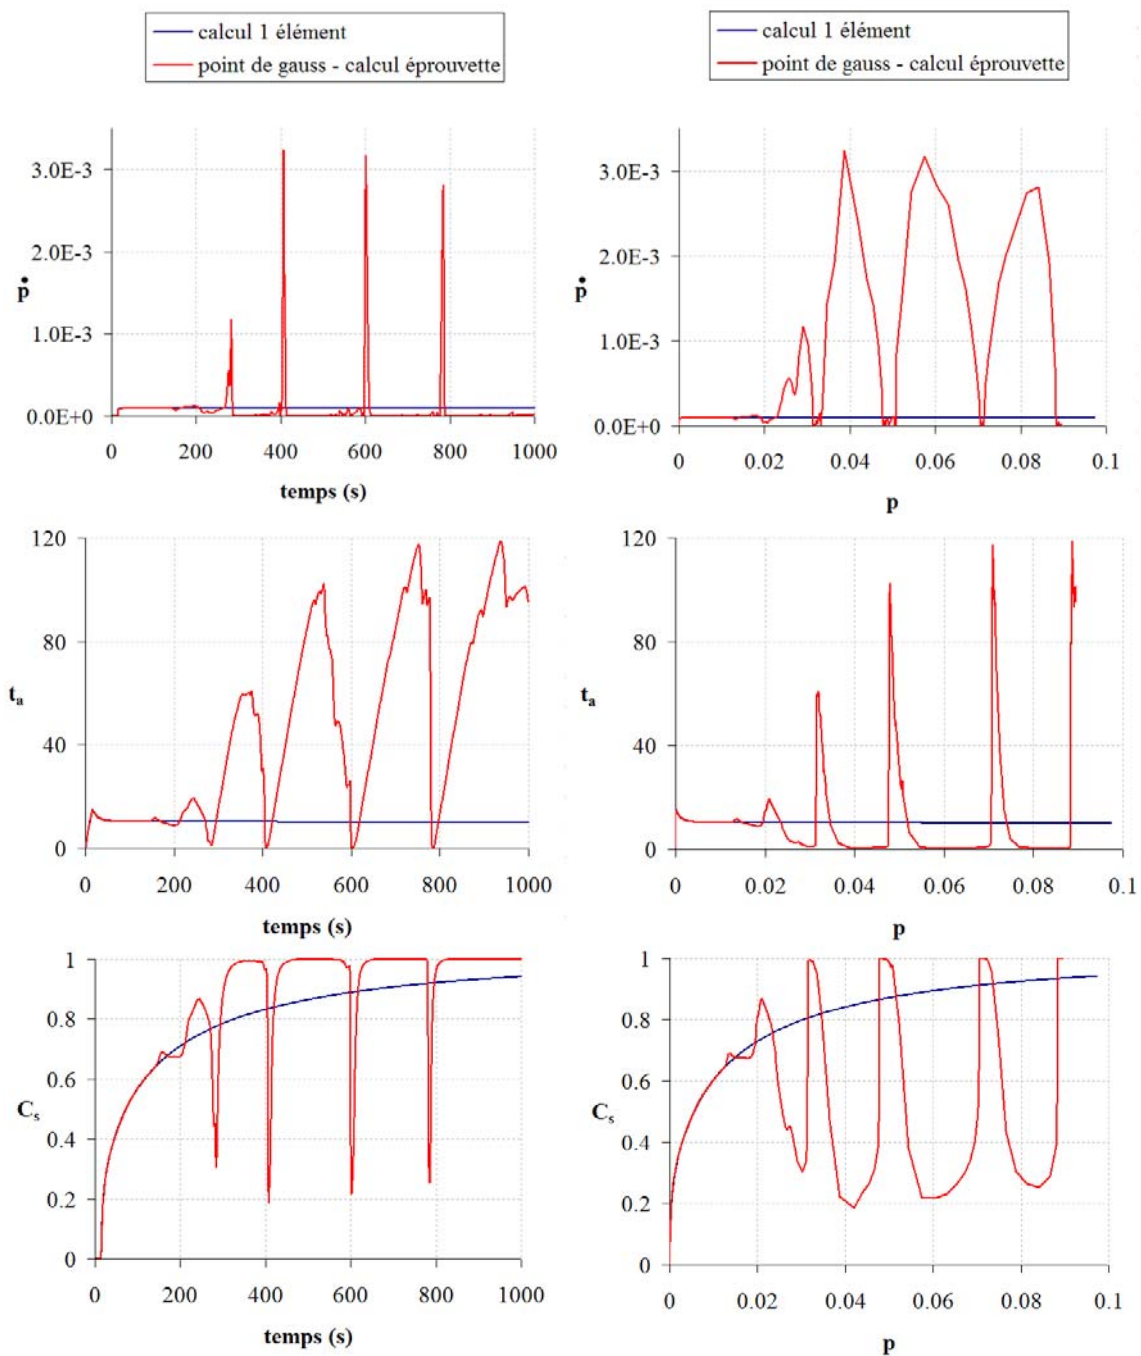 calcul 1 élément
point de gauss - calcul éprouvette
calcul 1 élément
point de gauss - calcul éprouvette
3.0E-3
2.0E-3
ṗ
1.0E-3
0.0E+0
0 200 400 600 800 1000
temps (s)
3.0E-3
2.0E-3
ṗ
1.0E-3
0.0E+0
0 0.02 0.04 0.06 0.08 0.1
p
120
80
tₐ
40
0
0 200 400 600 800 1000
temps (s)
120
80
tₐ
40
0
0 0.02 0.04 0.06 0.08 0.1
p
1
0.8
0.6
Cₛ
0.4
0.2
0
0 200 400 600 800 1000
temps (s)
1
0.8
0.6
Cₛ
0.4
0.2
0
0 0.02 0.04 0.06 0.08 0.1
p